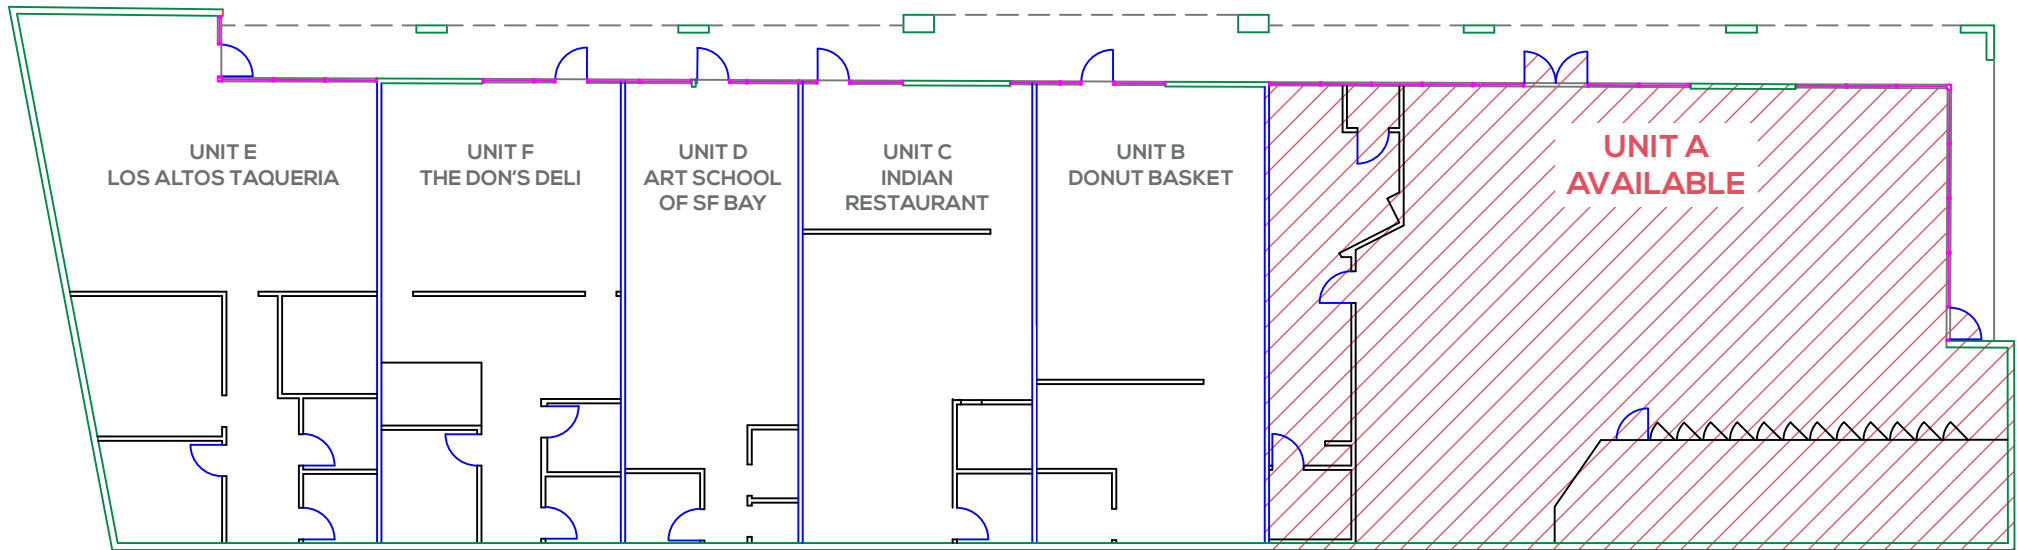 UNIT E
LOS ALTOS TAQUERIA
UNIT F
THE DON'S DELI
UNIT D
ART SCHOOL
OF SF BAY
UNIT C
INDIAN
RESTAURANT
UNIT B
DONUT BASKET
UNIT A
AVAILABLE